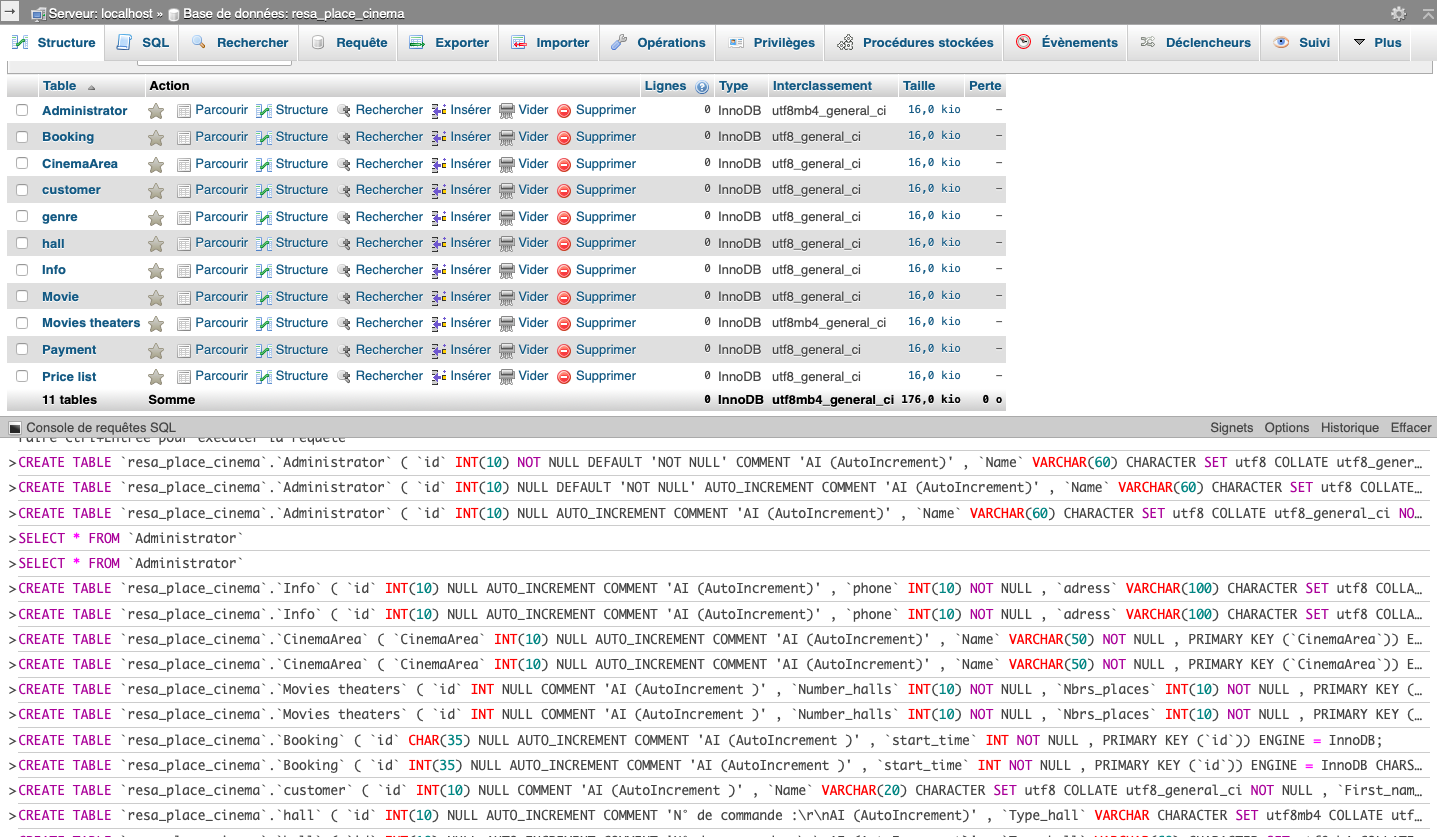 Serveur: localhost » Base de données: resa_place_cinema
Structure SQL Rechercher Requête Exporter Importer Opérations Privilèges Procédures stockées Évènements Déclencheurs Suivi Plus
Table Action Lignes Type Interclassement Taille Perte
Administrator Parcourir Structure Rechercher Insérer Vider Supprimer 0 InnoDB utf8mb4_general_ci 16,0 kio –
Booking Parcourir Structure Rechercher Insérer Vider Supprimer 0 InnoDB utf8_general_ci 16,0 kio –
CinemaArea Parcourir Structure Rechercher Insérer Vider Supprimer 0 InnoDB utf8_general_ci 16,0 kio –
customer Parcourir Structure Rechercher Insérer Vider Supprimer 0 InnoDB utf8_general_ci 16,0 kio –
genre Parcourir Structure Rechercher Insérer Vider Supprimer 0 InnoDB utf8_general_ci 16,0 kio –
hall Parcourir Structure Rechercher Insérer Vider Supprimer 0 InnoDB utf8_general_ci 16,0 kio –
Info Parcourir Structure Rechercher Insérer Vider Supprimer 0 InnoDB utf8_general_ci 16,0 kio –
Movie Parcourir Structure Rechercher Insérer Vider Supprimer 0 InnoDB utf8_general_ci 16,0 kio –
Movies theaters Parcourir Structure Rechercher Insérer Vider Supprimer 0 InnoDB utf8mb4_general_ci 16,0 kio –
Payment Parcourir Structure Rechercher Insérer Vider Supprimer 0 InnoDB utf8_general_ci 16,0 kio –
Price list Parcourir Structure Rechercher Insérer Vider Supprimer 0 InnoDB utf8_general_ci 16,0 kio –
11 tables Somme 0 InnoDB utf8mb4_general_ci 176,0 kio 0 o
Console de requêtes SQL Signets Options Historique Effacer
Faire Ctrl+Entrée pour exécuter la requête
>CREATE TABLE `resa_place_cinema`.`Administrator` ( `id` INT(10) NOT NULL DEFAULT 'NOT NULL' COMMENT 'AI (AutoIncrement)' , `Name` VARCHAR(60) CHARACTER SET utf8 COLLATE utf8_gener…
>CREATE TABLE `resa_place_cinema`.`Administrator` ( `id` INT(10) NULL DEFAULT 'NOT NULL' AUTO_INCREMENT COMMENT 'AI (AutoIncrement)' , `Name` VARCHAR(60) CHARACTER SET utf8 COLLATE…
>CREATE TABLE `resa_place_cinema`.`Administrator` ( `id` INT(10) NULL AUTO_INCREMENT COMMENT 'AI (AutoIncrement)' , `Name` VARCHAR(60) CHARACTER SET utf8 COLLATE utf8_general_ci NO…
>SELECT * FROM `Administrator`
>SELECT * FROM `Administrator`
>CREATE TABLE `resa_place_cinema`.`Info` ( `id` INT(10) NULL AUTO_INCREMENT COMMENT 'AI (AutoIncrement)' , `phone` INT(10) NOT NULL , `adress` VARCHAR(100) CHARACTER SET utf8 COLLA…
>CREATE TABLE `resa_place_cinema`.`Info` ( `id` INT(10) NULL AUTO_INCREMENT COMMENT 'AI (AutoIncrement)' , `phone` INT(10) NOT NULL , `adress` VARCHAR(100) CHARACTER SET utf8 COLLA…
>CREATE TABLE `resa_place_cinema`.`CinemaArea` ( `CinemaArea` INT(10) NULL AUTO_INCREMENT COMMENT 'AI (AutoIncrement)' , `Name` VARCHAR(50) NOT NULL , PRIMARY KEY (`CinemaArea`)) E…
>CREATE TABLE `resa_place_cinema`.`CinemaArea` ( `CinemaArea` INT(10) NULL AUTO_INCREMENT COMMENT 'AI (AutoIncrement)' , `Name` VARCHAR(50) NOT NULL , PRIMARY KEY (`CinemaArea`)) E…
>CREATE TABLE `resa_place_cinema`.`Movies theaters` ( `id` INT NULL COMMENT 'AI (AutoIncrement )' , `Number_halls` INT(10) NOT NULL , `Nbrs_places` INT(10) NOT NULL , PRIMARY KEY (…
>CREATE TABLE `resa_place_cinema`.`Movies theaters` ( `id` INT NULL COMMENT 'AI (AutoIncrement )' , `Number_halls` INT(10) NOT NULL , `Nbrs_places` INT(10) NOT NULL , PRIMARY KEY (…
>CREATE TABLE `resa_place_cinema`.`Booking` ( `id` CHAR(35) NULL AUTO_INCREMENT COMMENT 'AI (AutoIncrement )' , `start_time` INT NOT NULL , PRIMARY KEY (`id`)) ENGINE = InnoDB;
>CREATE TABLE `resa_place_cinema`.`Booking` ( `id` INT(35) NULL AUTO_INCREMENT COMMENT 'AI (AutoIncrement )' , `start_time` INT NOT NULL , PRIMARY KEY (`id`)) ENGINE = InnoDB CHARS…
>CREATE TABLE `resa_place_cinema`.`customer` ( `id` INT(10) NULL COMMENT 'AI (AutoIncrement )' , `Name` VARCHAR(20) CHARACTER SET utf8 COLLATE utf8_general_ci NOT NULL , `First_nam…
>CREATE TABLE `resa_place_cinema`.`hall` ( `id` INT(10) NULL AUTO_INCREMENT COMMENT 'N° de commande :\r\nAI (AutoIncrement)' , `Type_hall` VARCHAR CHARACTER SET utf8mb4 COLLATE utf…